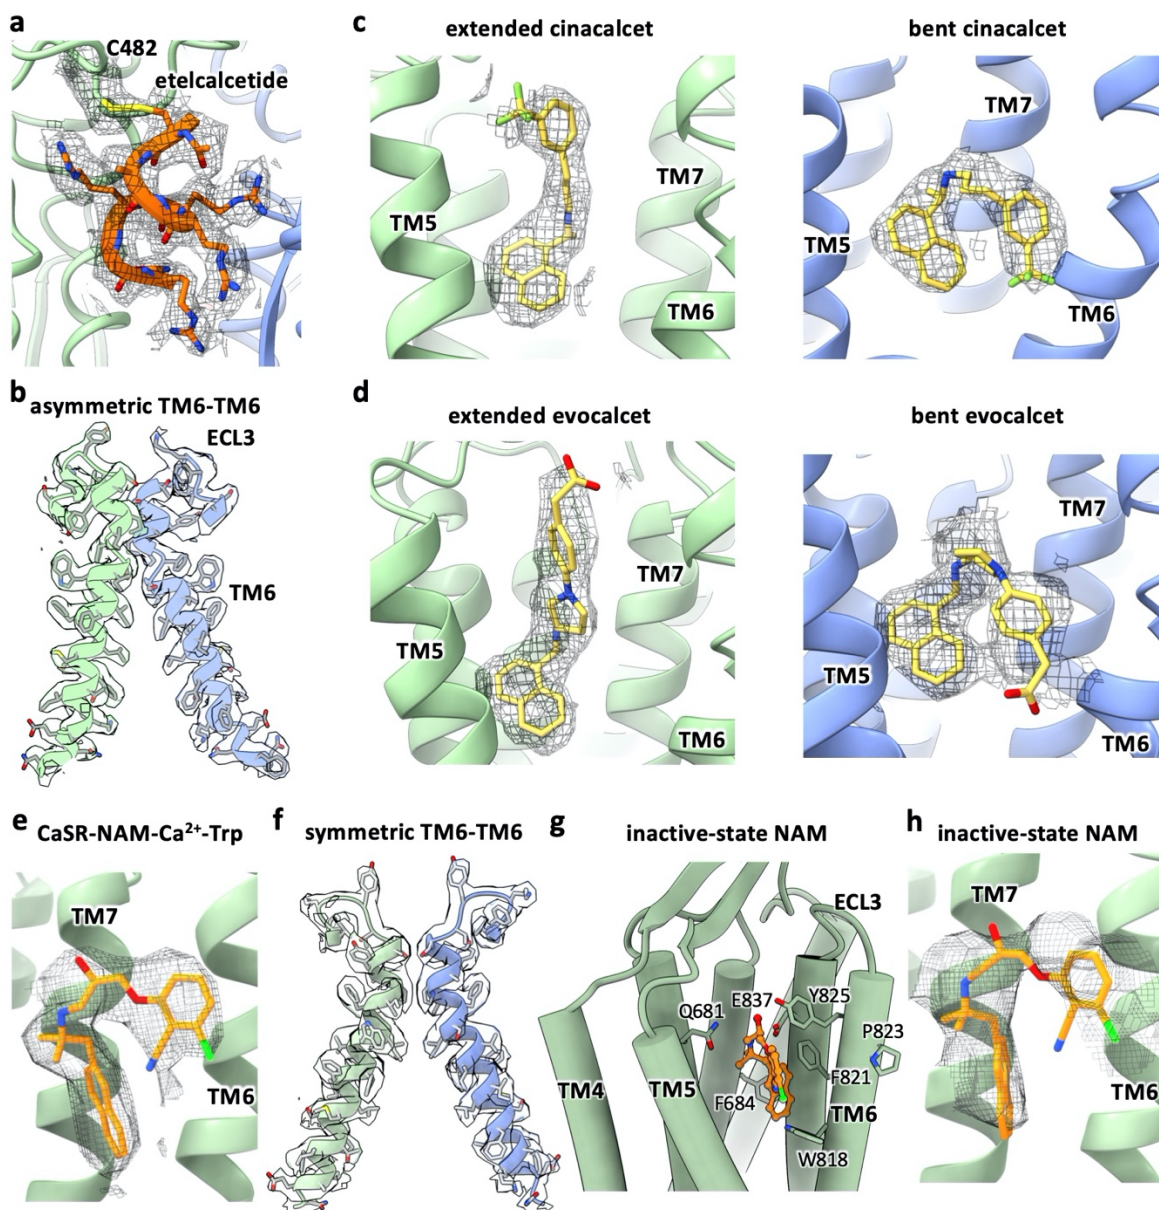 a
C482
etelcalcetide
b
asymmetric TM6-TM6
ECL3
TM6
c
extended cinacalcet
TM5
TM7
TM6
bent cinacalcet
TM7
TM5
TM6
d
extended evocalcet
TM5
TM7
TM6
bent evocalcet
TM7
TM5
TM6
e
CaSR-NAM-Ca²⁺-Trp
TM7
TM6
f
symmetric TM6-TM6
g
inactive-state NAM
ECL3
Q681
E837
Y825
P823
TM4
TM5
F684
F821
TM6
W818
h
inactive-state NAM
TM7
TM6